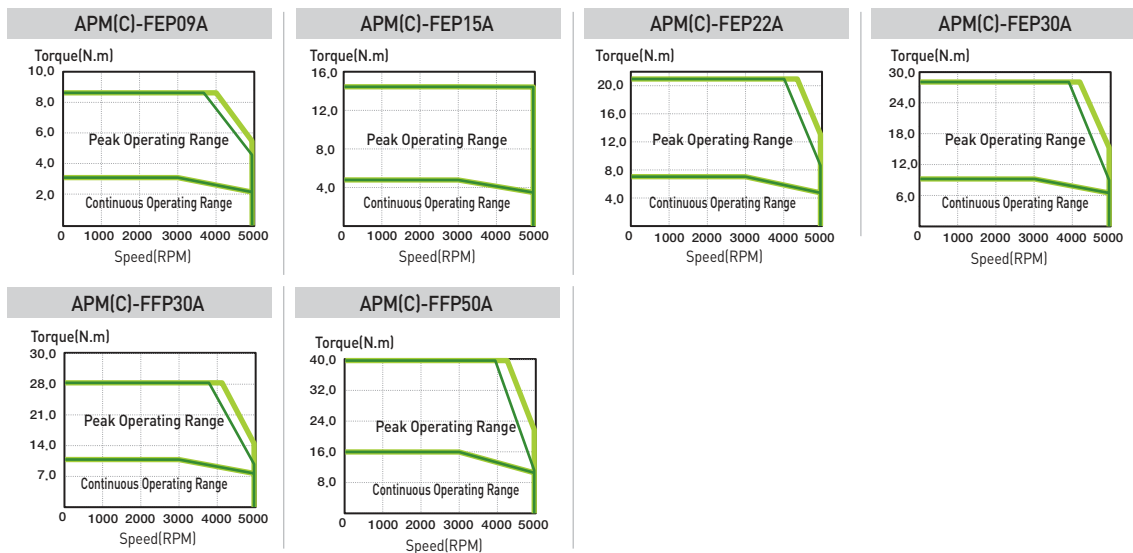 APM(C)-FEP09A
Torque(N.m)
10,0
8,0
6,0
4,0
2,0
Peak Operating Range
Continuous Operating Range
0 1000 2000 3000 4000 5000
Speed(RPM)
APM(C)-FEP15A
Torque(N.m)
16,0
12,0
8,0
4,0
Peak Operating Range
Continuous Operating Range
0 1000 2000 3000 4000 5000
Speed(RPM)
APM(C)-FEP22A
Torque(N.m)
20,0
14,0
8,0
4,0
Peak Operating Range
Continuous Operating Range
0 1000 2000 3000 4000 5000
Speed(RPM)
APM(C)-FEP30A
Torque(N.m)
30,0
24,0
18,0
12,0
6,0
Peak Operating Range
Continuous Operating Range
0 1000 2000 3000 4000 5000
Speed(RPM)
APM(C)-FFP30A
Torque(N.m)
30,0
28,0
21,0
14,0
7,0
Peak Operating Range
Continuous Operating Range
0 1000 2000 3000 4000 5000
Speed(RPM)
APM(C)-FFP50A
Torque(N.m)
40,0
32,0
24,0
16,0
8,0
Peak Operating Range
Continuous Operating Range
0 1000 2000 3000 4000 5000
Speed(RPM)